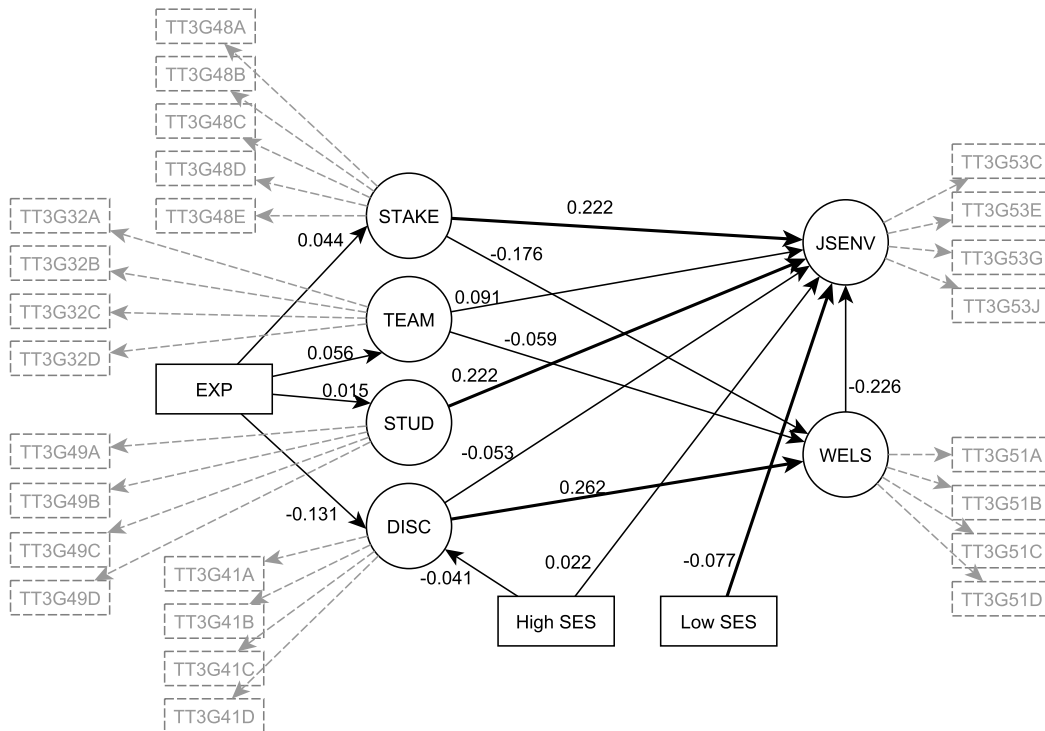 TT3G48A
TT3G48B
TT3G48C
TT3G48D
TT3G48E
TT3G32A
TT3G32B
TT3G32C
TT3G32D
EXP
TT3G49A
TT3G49B
TT3G49C
TT3G49D
TT3G41A
TT3G41B
TT3G41C
TT3G41D
STAKE
TEAM
STUD
DISC
High SES
Low SES
JSENV
WELS
TT3G53C
TT3G53E
TT3G53G
TT3G53J
TT3G51A
TT3G51B
TT3G51C
TT3G51D
0.044
0.056
0.015
-0.131
0.222
-0.176
0.091
-0.059
0.222
-0.053
0.262
-0.041
0.022
-0.077
-0.226